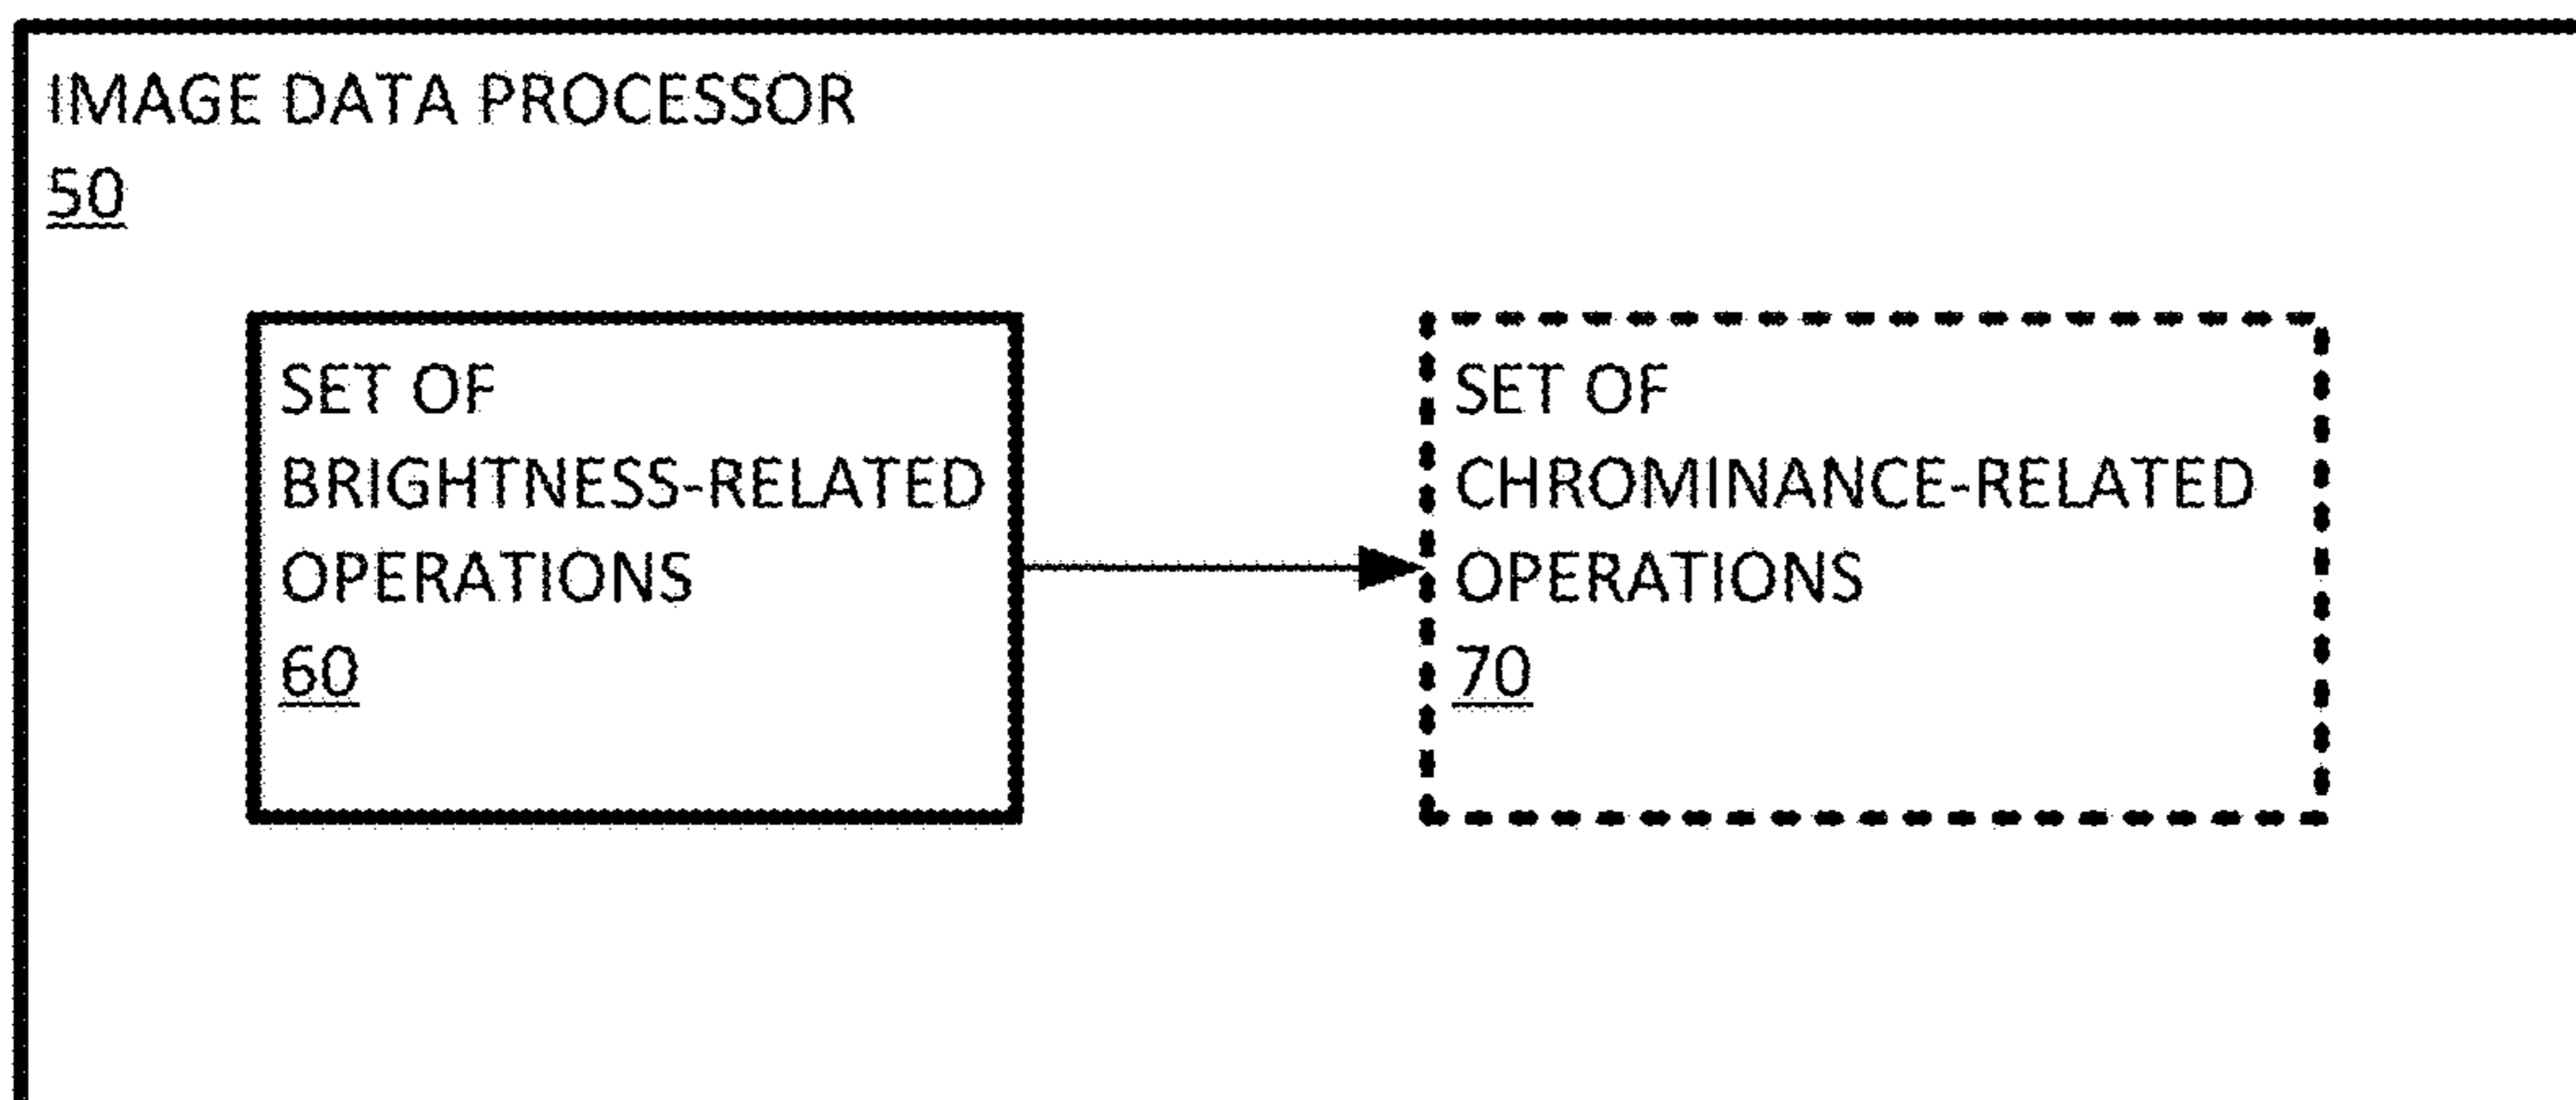 IMAGE DATA PROCESSOR
50
SET OF
BRIGHTNESS-RELATED
OPERATIONS
60
SET OF
CHROMINANCE-RELATED
OPERATIONS
70